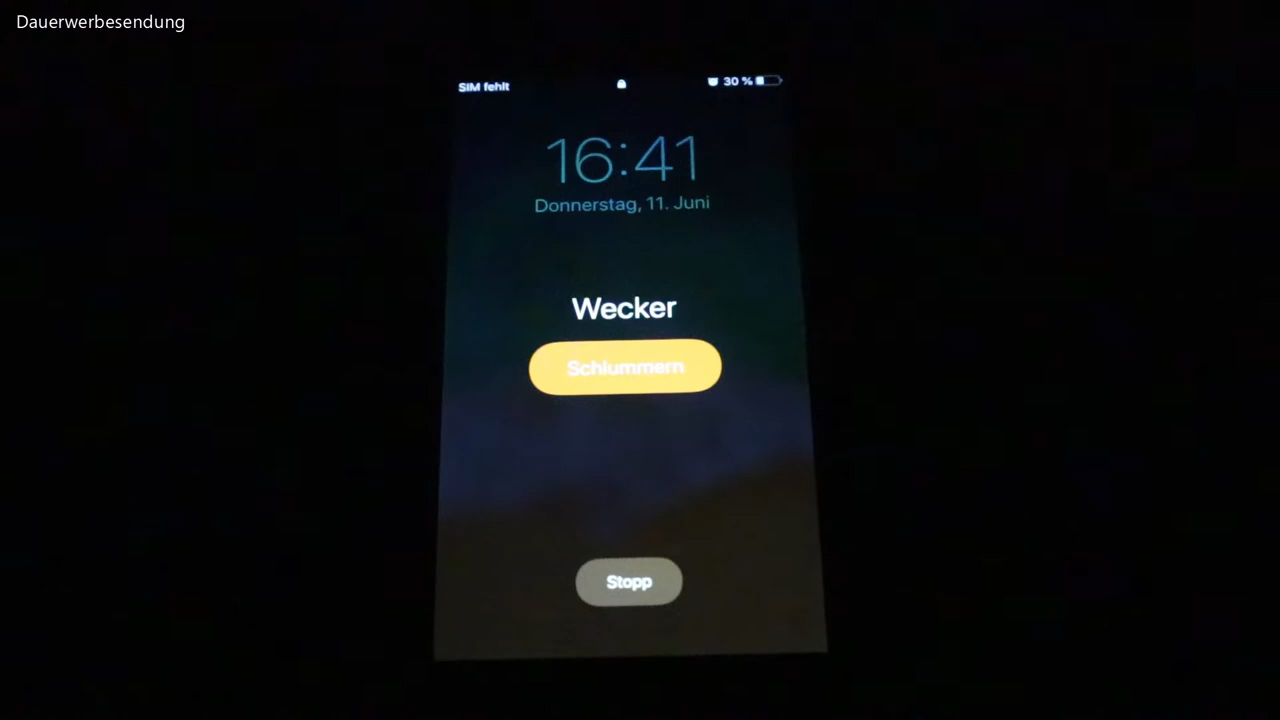 Dauerwerbesendung
SIM fehlt
30 %
16:41
Donnerstag, 11. Juni
Wecker
Schlummern
Stopp